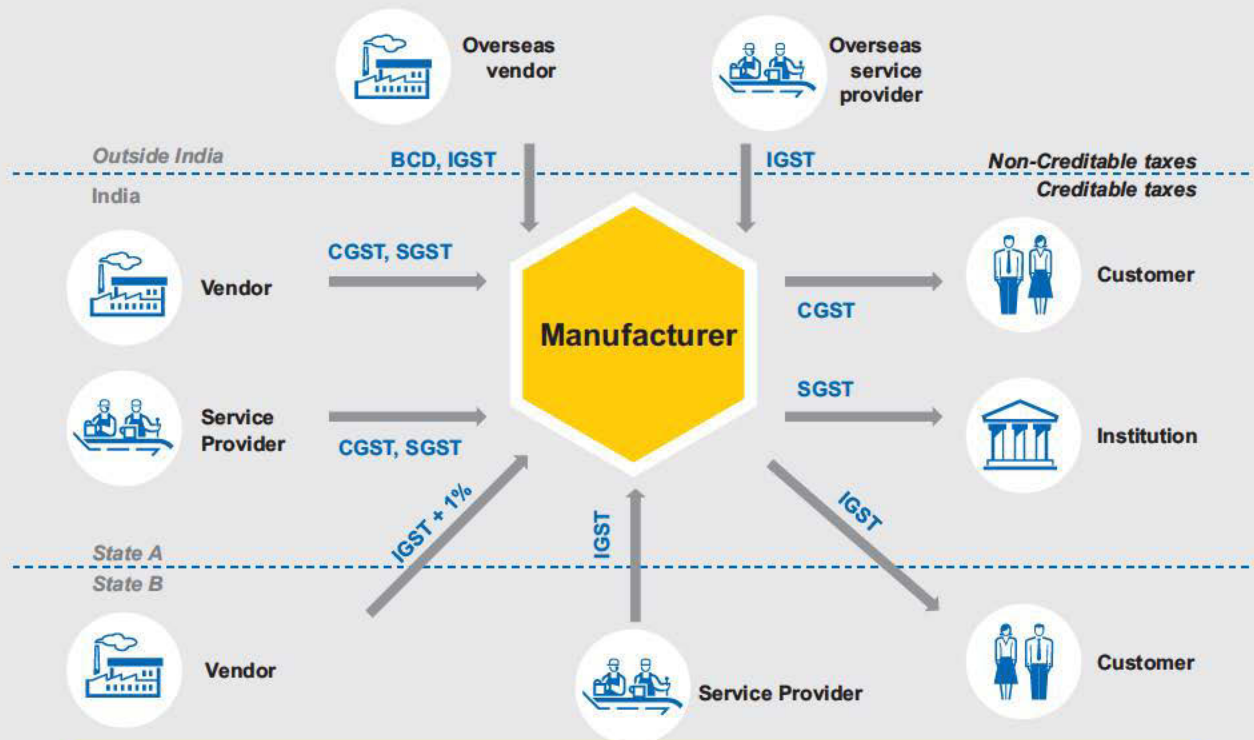 Overseas
vendor
Overseas
service
provider
Outside India
BCD, IGST
IGST
Non-Creditable taxes
India
Creditable taxes
Vendor
CGST, SGST
Manufacturer
CGST
Customer
Service
Provider
CGST, SGST
SGST
Institution
IGST + 1%
IGST
IGST
State A
State B
Vendor
Service Provider
Customer